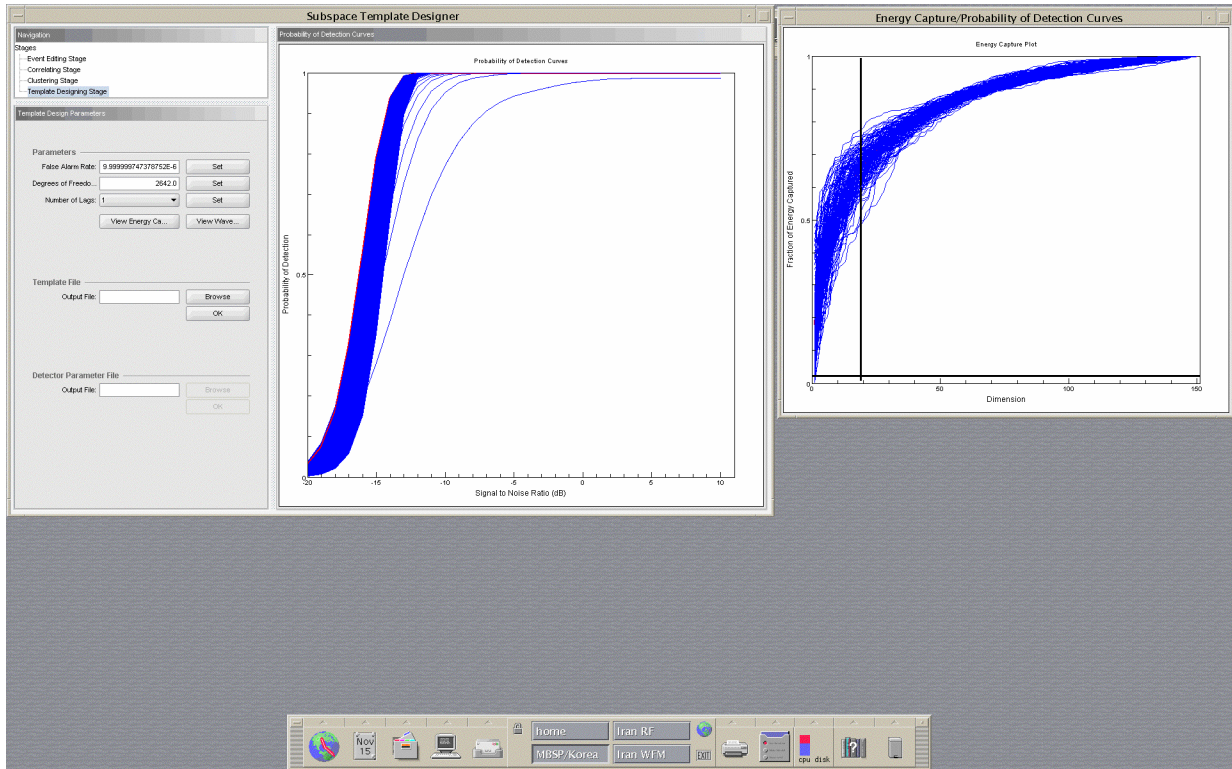 Subspace Template Designer
Navigation
Stages
Event Editing Stage
Correlating Stage
Clustering Stage
Template Designing Stage
Template Design Parameters
Parameters
False Alarm Rate: 9.999999747378752E-6 Set
Degrees of Freedo... 2642.0 Set
Number of Lags: 1 Set
View Energy Ca... View Wave...
Template File
Output File: Browse
OK
Detector Parameter File
Output File: Browse
OK
Probability of Detection Curves
Probability of Detection Curves
Probability of Detection
1
0.5
0
-20 -15 -10 -5 0 5 10
Signal to Noise Ratio (dB)
Energy Capture/Probability of Detection Curves
Energy Capture Plot
Fraction of Energy Captured
1
0.5
0
0 50 100 150
Dimension
Nov
15
home
Iran RF
MBSP/Korea
Iran WFM
EXIT
cpu disk
?